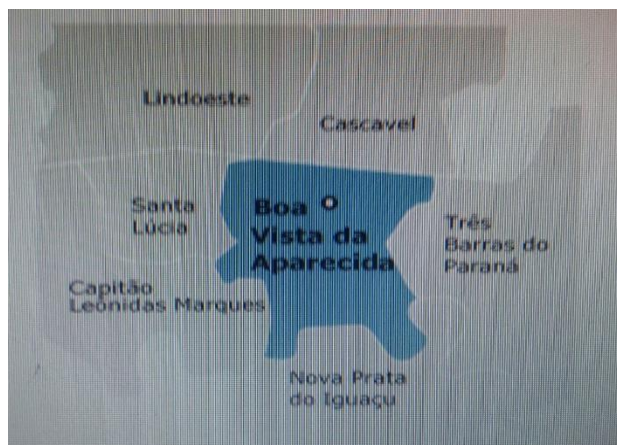 Lindoeste
Cascavel
Santa
Lúcia
Boa
Vista da
Aparecida
Três
Barras do
Paraná
Capitão
Leônidas Marques
Nova Prata
do Iguaçu